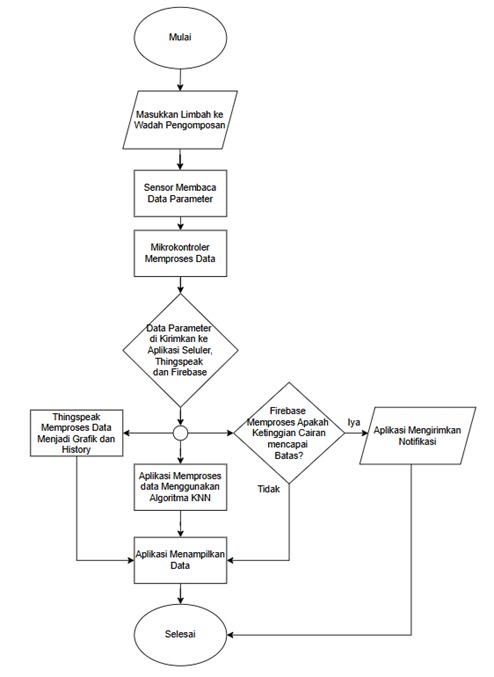 Mulai
Masukkan Limbah ke
Wadah Pengomposan
Sensor Membaca
Data Parameter
Mikrokontroler
Memproses Data
Data Parameter
di Kirimkan ke
Aplikasi Seluler,
Thingspeak
dan Firebase
Thingspeak
Memproses Data
Menjadi Grafik dan
History
Firebase
Memproses Apakah
Ketinggian Cairan
mencapai
Batas?
Iya
Aplikasi Mengirimkan
Notifikasi
Tidak
Aplikasi Memproses
data Menggunakan
Algoritma KNN
Aplikasi Menampilkan
Data
Selesai